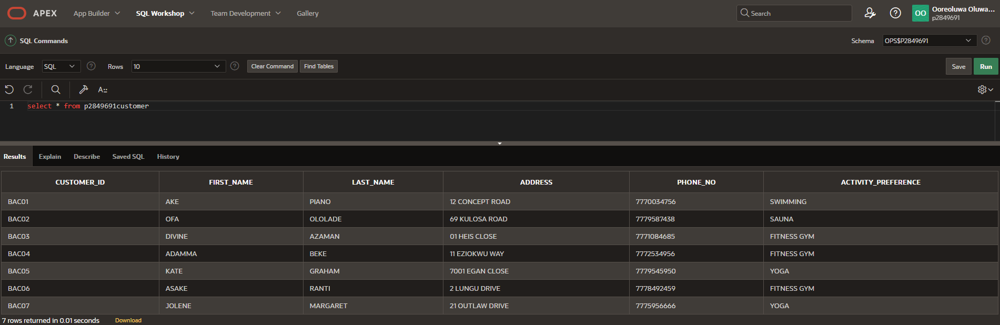 APEX App Builder SQL Workshop Team Development Gallery Search OO Ooreoluwa Oluwa...
p2849691
SQL Commands Schema OPS$P2849691
Language SQL Rows 10 Clear Command Find Tables Save Run
A::
1 select * from p2849691customer
Results Explain Describe Saved SQL History
CUSTOMER_ID FIRST_NAME LAST_NAME ADDRESS PHONE_NO ACTIVITY_PREFERENCE
BAC01 AKE PIANO 12 CONCEPT ROAD 7770034756 SWIMMING
BAC02 OFA OLOLADE 69 KULOSA ROAD 7779587438 SAUNA
BAC03 DIVINE AZAMAN 01 HEIS CLOSE 7771084685 FITNESS GYM
BAC04 ADAMMA BEKE 11 EZIOKWU WAY 7772534956 FITNESS GYM
BAC05 KATE GRAHAM 7001 EGAN CLOSE 7779545950 YOGA
BAC06 ASAKE RANTI 2 LUNGU DRIVE 7778492459 FITNESS GYM
BAC07 JOLENE MARGARET 21 OUTLAW DRIVE 7775956666 YOGA
7 rows returned in 0.01 seconds Download